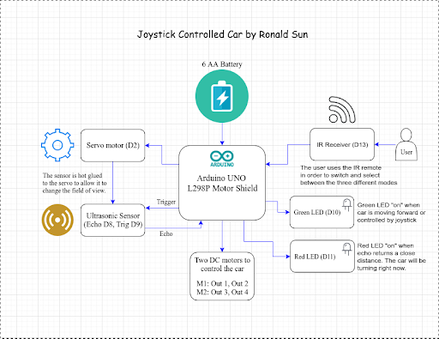 Joystick Controlled Car by Ronald Sun
6 AA Battery
Servo motor (D2)
ARDUINO
Arduino UNO
L298P Motor Shield
IR Receiver (D13)
User
The user uses the IR remote
in order to switch and select
between the three different modes
The sensor is hot glued
to the servo to allow it to
change the field of view.
Trigger
Ultrasonic Sensor
(Echo D8, Trig D9)
Echo
Green LED (D10)
Green LED "on" when
car is moving forward or
controlled by joystick
Two DC motors to
control the car
M1: Out 1, Out 2
M2: Out 3, Out 4
Red LED (D11)
Red LED "on" when
echo returns a close
distance. The car will be
turning right now.